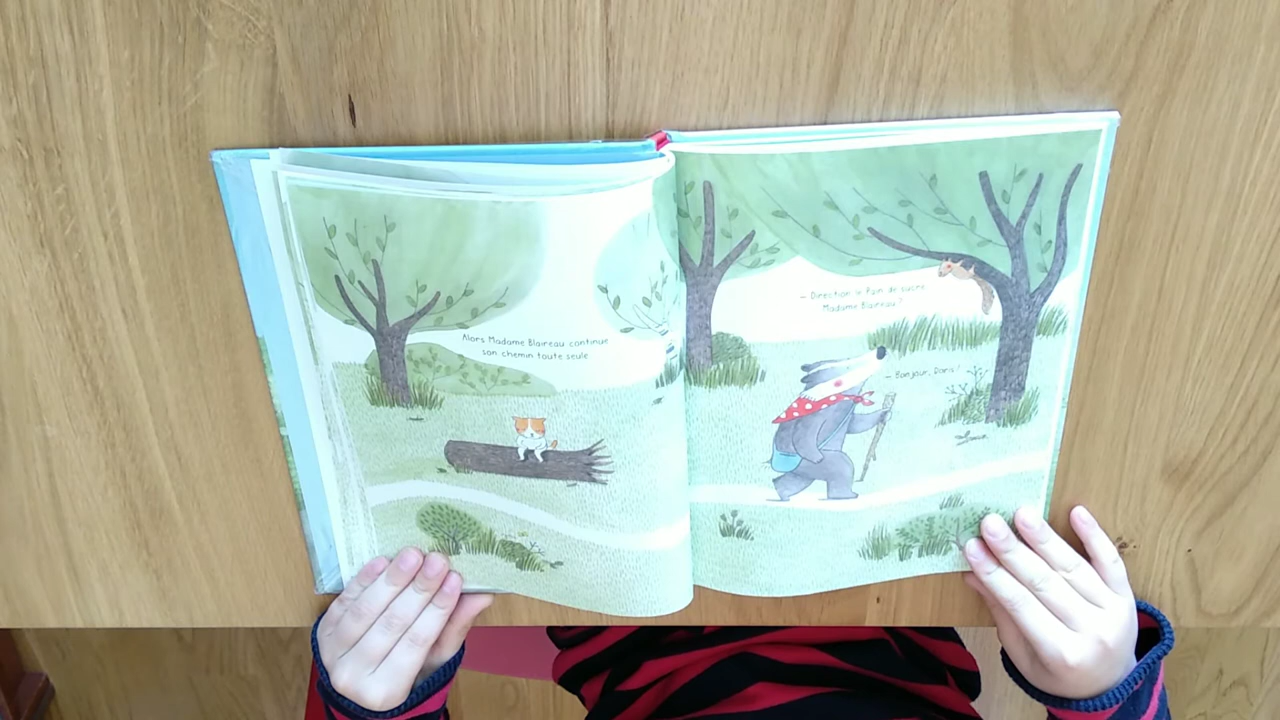 Alors Madame Blaireau continue
son chemin toute seule
– Direction le Pain de sucre
Madame Blaireau ?
– Bonjour, Doris !